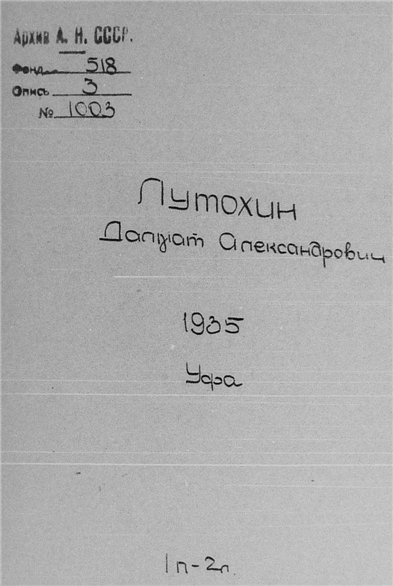 Архив А. Н. СССР.
Фонд 518
Опись 3
№ 1003
Лутохин
Далмат Александрович
1935
Уфа
1п-2л.